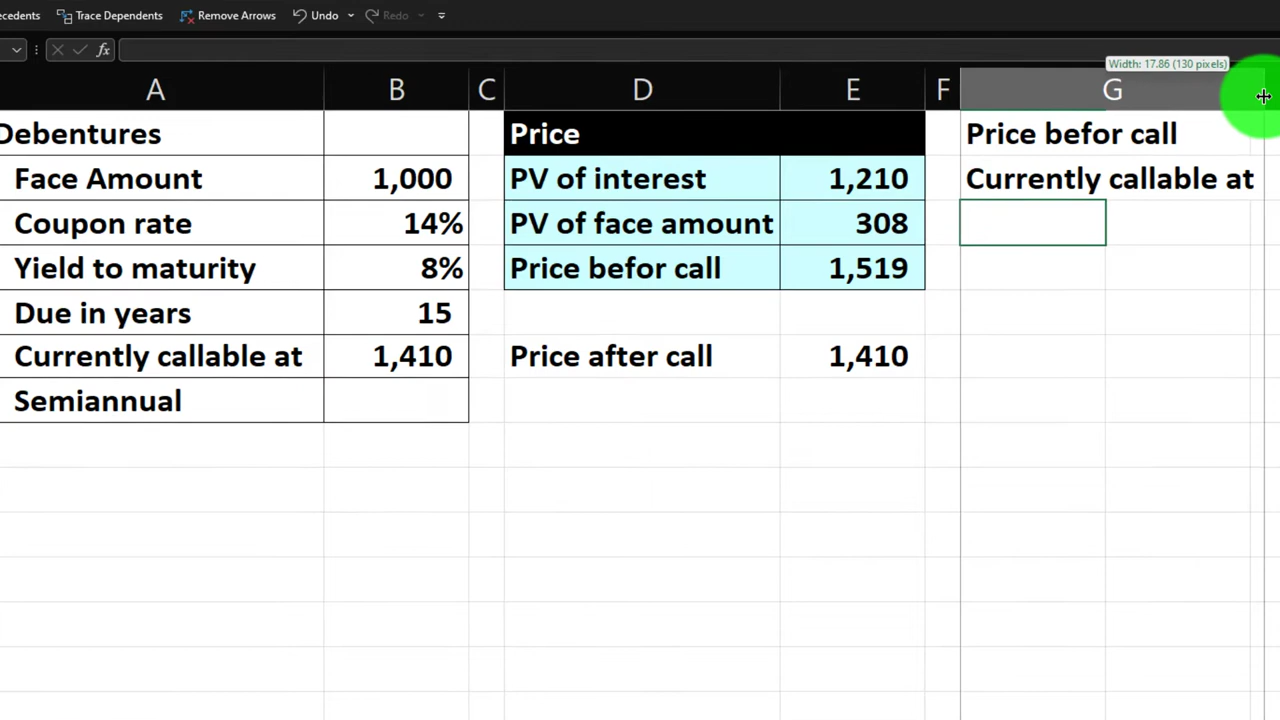 ecedents Trace Dependents Remove Arrows Undo Redo
fx
Width: 17.86 (130 pixels)
A B C D E F G
Debentures Price Price befor call
Face Amount 1,000 PV of interest 1,210 Currently callable at
Coupon rate 14% PV of face amount 308
Yield to maturity 8% Price befor call 1,519
Due in years 15
Currently callable at 1,410 Price after call 1,410
Semiannual